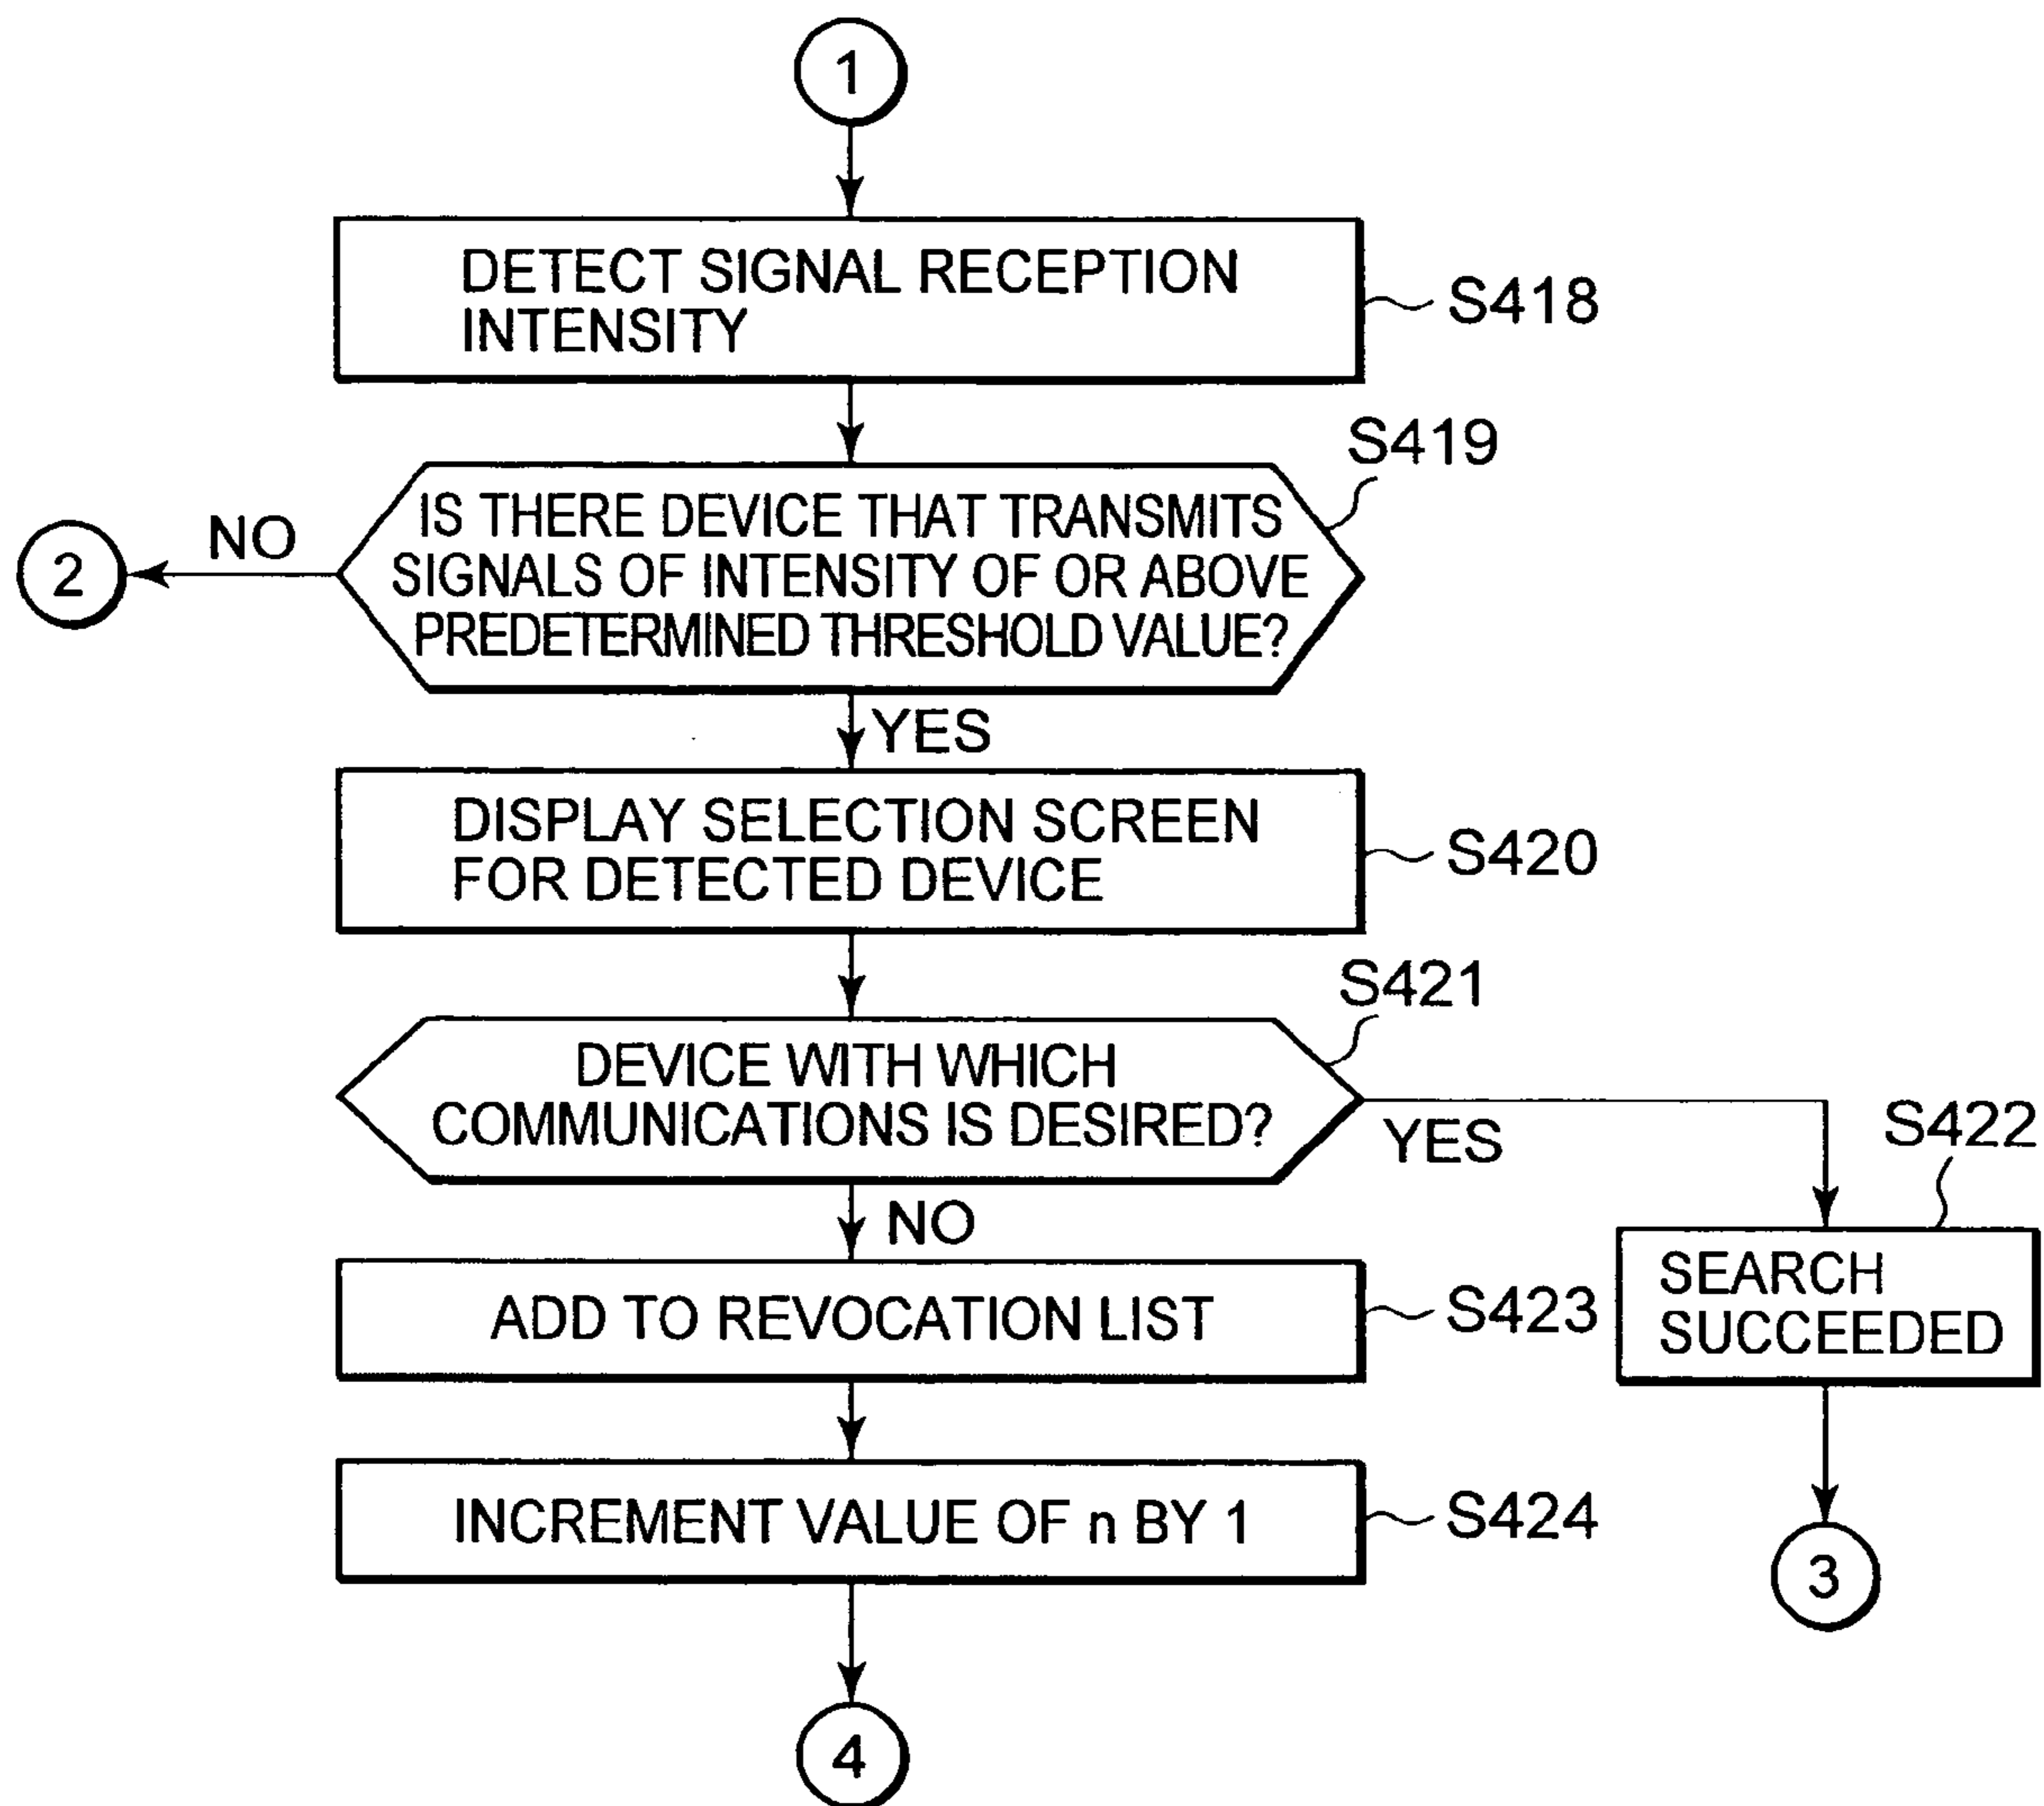 1
DETECT SIGNAL RECEPTION
INTENSITY
S418
S419
IS THERE DEVICE THAT TRANSMITS
SIGNALS OF INTENSITY OF OR ABOVE
PREDETERMINED THRESHOLD VALUE?
NO
2
YES
DISPLAY SELECTION SCREEN
FOR DETECTED DEVICE
S420
S421
DEVICE WITH WHICH
COMMUNICATIONS IS DESIRED?
YES
S422
NO
SEARCH
SUCCEEDED
ADD TO REVOCATION LIST
S423
INCREMENT VALUE OF n BY 1
S424
3
4